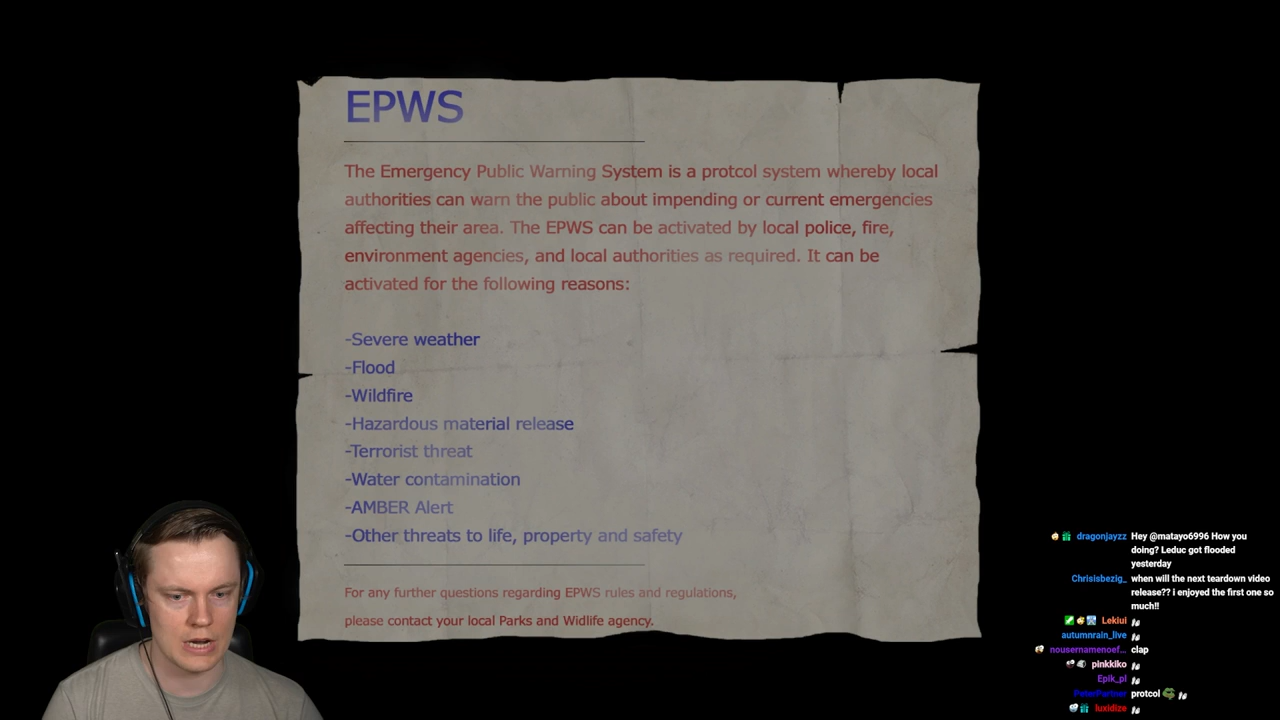 EPWS
The Emergency Public Warning System is a protcol system whereby local
authorities can warn the public about impending or current emergencies
affecting their area. The EPWS can be activated by local police, fire,
environment agencies, and local authorities as required. It can be
activated for the following reasons:
-Severe weather
-Flood
-Wildfire
-Hazardous material release
-Terrorist threat
-Water contamination
-AMBER Alert
-Other threats to life, property and safety
For any further questions regarding EPWS rules and regulations,
please contact your local Parks and Widlife agency.
dragonjayzz Hey @matayo6996 How you
doing? Leduc got flooded
yesterday
Chrisisbezig_ when will the next teardown video
release?? i enjoyed the first one so
much!!
Lekiui
autumnrain_live
nousernamenoef... clap
pinkkiko
Epik_pl
PeterPartner protcol
luxidize